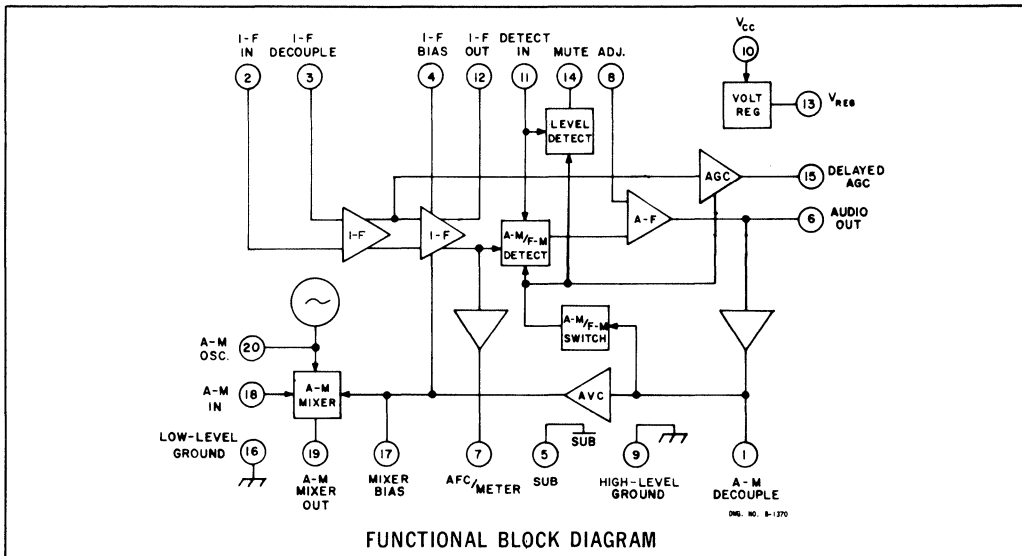 I-F IN
2
I-F DECOUPLE
3
I-F BIAS
4
I-F OUT
12
DETECT IN
11
MUTE
14
ADJ.
8
VCC
10
VOLT REG
13
VREG
LEVEL DETECT
AGC
15
DELAYED AGC
I-F
I-F
A-M/F-M DETECT
A-F
6
AUDIO OUT
A-M OSC.
20
A-M/F-M SWITCH
A-M IN
18
A-M MIXER
AVC
LOW-LEVEL GROUND
16
19
A-M MIXER OUT
17
MIXER BIAS
7
AFC/METER
SUB
5
SUB
9
HIGH-LEVEL GROUND
1
A-M DECOUPLE
DWG. NO. B-1370
FUNCTIONAL BLOCK DIAGRAM